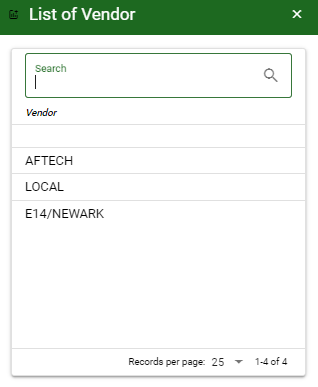 List of Vendor
Search
Vendor
AFTECH
LOCAL
E14/NEWARK
Records per page: 25 1-4 of 4